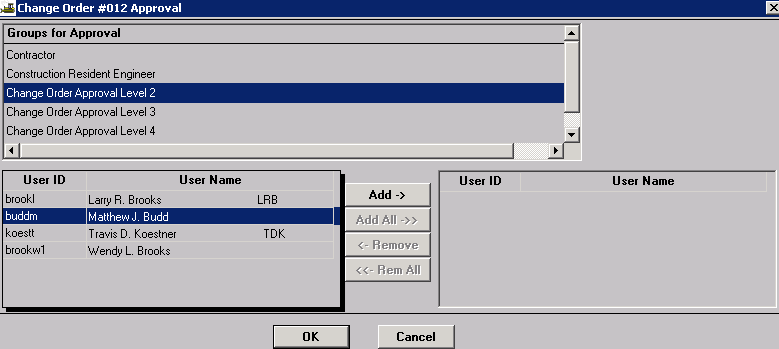 Change Order #012 Approval
Groups for Approval
Contractor
Construction Resident Engineer
Change Order Approval Level 2
Change Order Approval Level 3
Change Order Approval Level 4
User ID User Name
brookl Larry R. Brooks LRB
buddm Matthew J. Budd
koestt Travis D. Koestner TDK
brookw1 Wendy L. Brooks
Add ->
Add All ->>
<- Remove
<<- Rem All
User ID User Name
OK Cancel